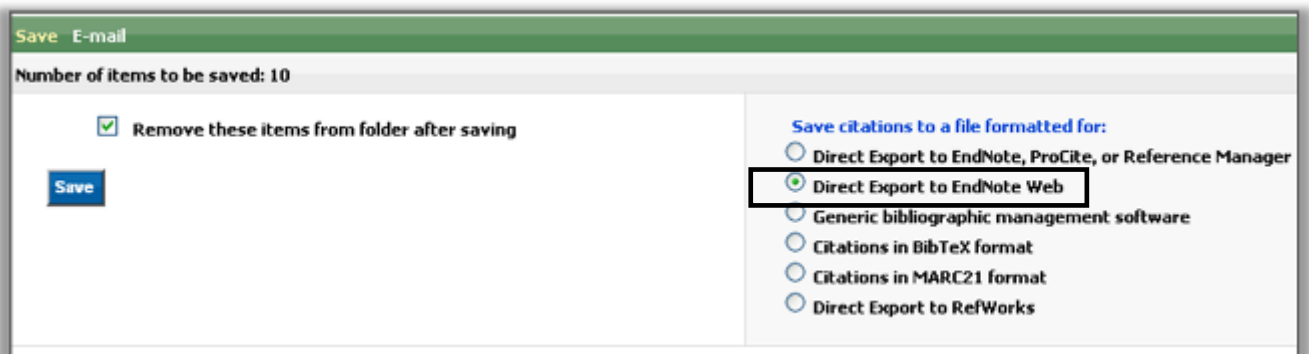 Save E-mail
Number of items to be saved: 10
Remove these items from folder after saving
Save
Save citations to a file formatted for:
Direct Export to EndNote, ProCite, or Reference Manager
Direct Export to EndNote Web
Generic bibliographic management software
Citations in BibTeX format
Citations in MARC21 format
Direct Export to RefWorks